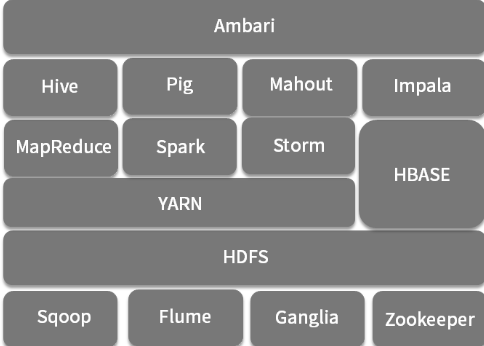 Ambari
Hive Pig Mahout Impala
MapReduce Spark Storm
HBASE
YARN
HDFS
Sqoop Flume Ganglia Zookeeper